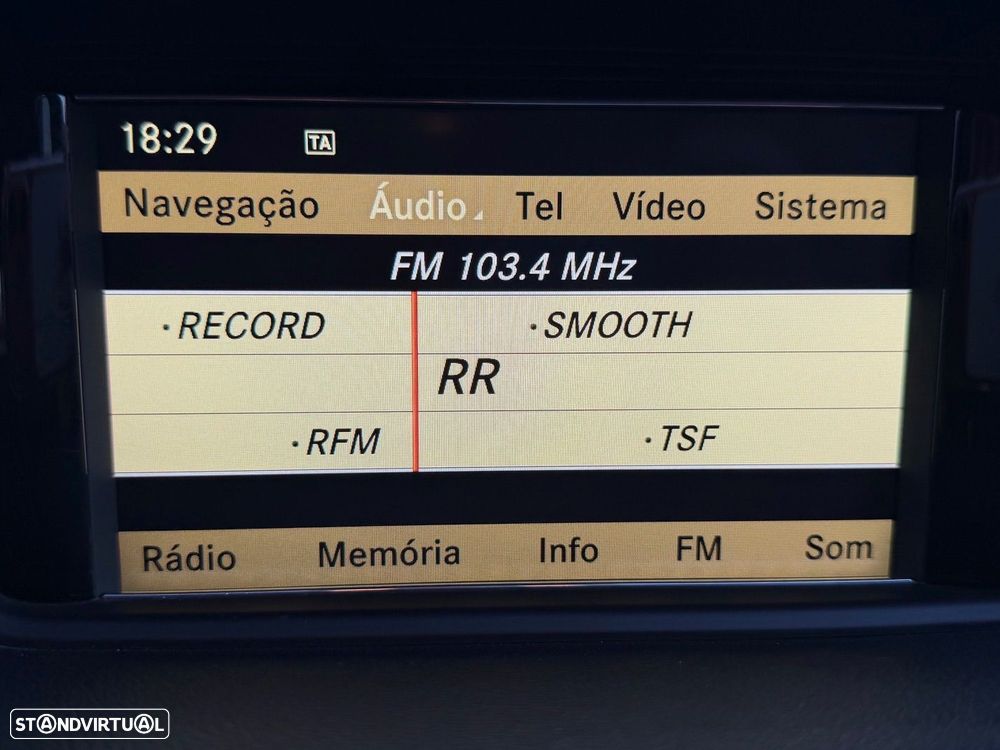 18:29 TA
Navegação Áudio Tel Vídeo Sistema
FM 103.4 MHz
·RECORD ·SMOOTH
RR
·RFM ·TSF
Rádio Memória Info FM Som
STANDVIRTUAL